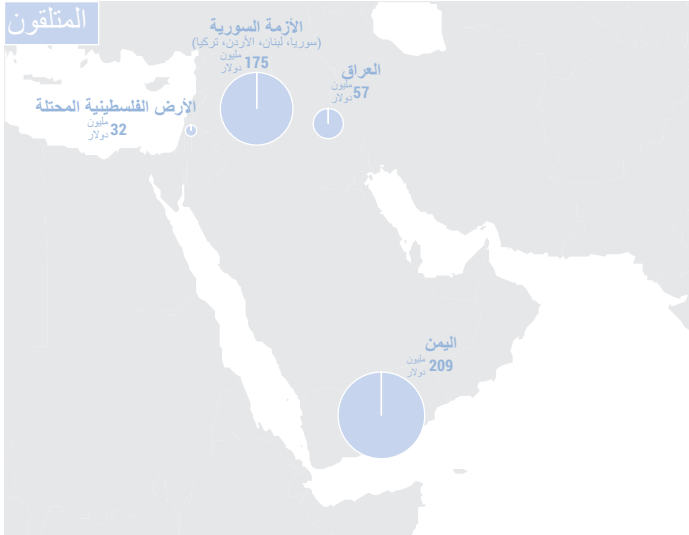 المتلقون
الأزمة السورية
(سوريا، لبنان، الأردن، تركيا)
175 مليون
دولار
العراق
57 مليون
دولار
الأرض الفلسطينية المحتلة
32 مليون
دولار
اليمن
209 مليون
دولار